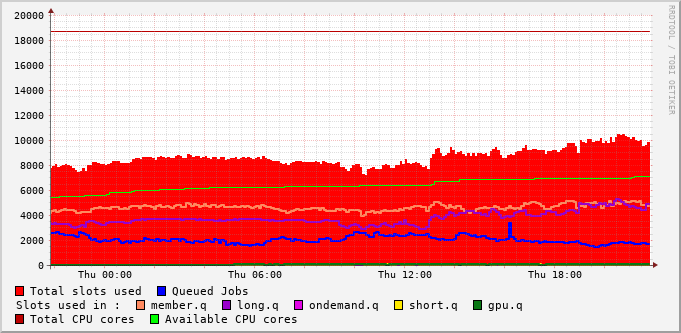 20000
18000
16000
14000
12000
10000
8000
6000
4000
2000
0
Thu 00:00 Thu 06:00 Thu 12:00 Thu 18:00
RRDTOOL / TOBI OETIKER
Total slots used Queued Jobs
Slots used in : member.q long.q ondemand.q short.q gpu.q
Total CPU cores Available CPU cores